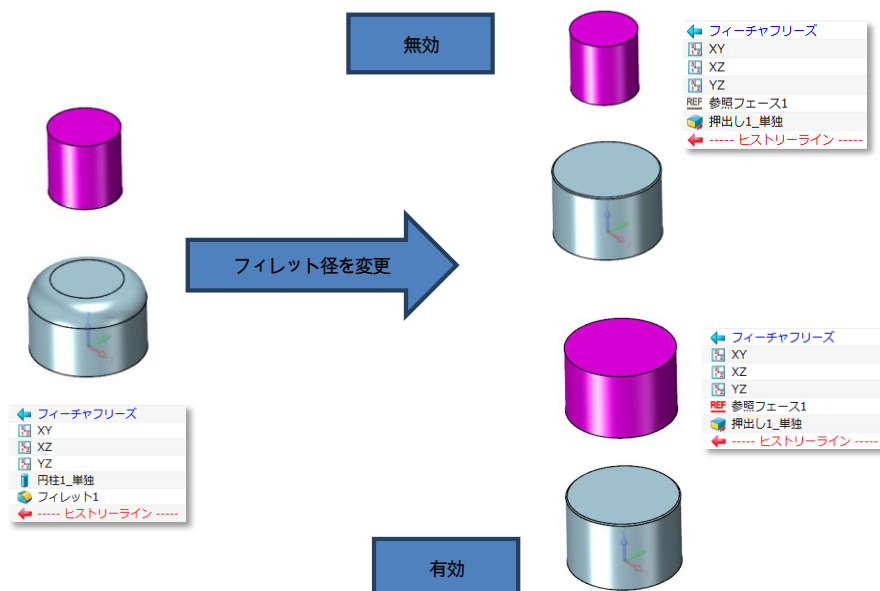 無効
フィーチャフリーズ
XY
XZ
YZ
REF 参照フェース1
押出し1_単独
----- ヒストリーライン -----
フィレット径を変更
フィーチャフリーズ
XY
XZ
YZ
円柱1_単独
フィレット1
----- ヒストリーライン -----
フィーチャフリーズ
XY
XZ
YZ
REF 参照フェース1
押出し1_単独
----- ヒストリーライン -----
有効